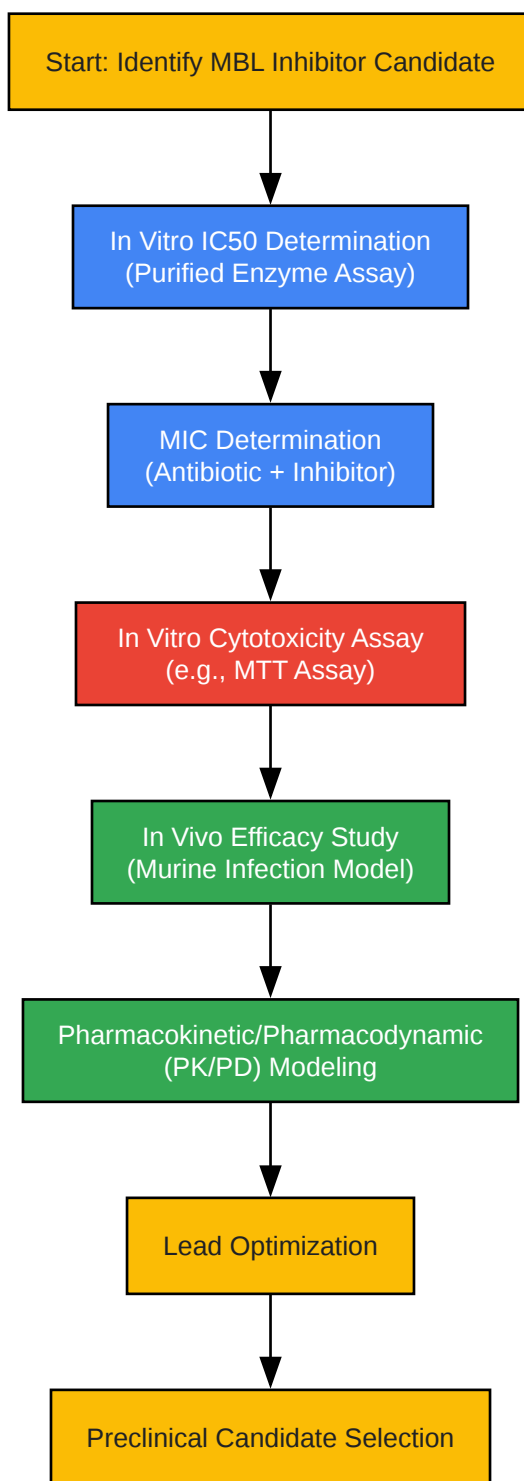 Start: Identify MBL Inhibitor Candidate
In Vitro IC50 Determination
(Purified Enzyme Assay)
MIC Determination
(Antibiotic + Inhibitor)
In Vitro Cytotoxicity Assay
(e.g., MTT Assay)
In Vivo Efficacy Study
(Murine Infection Model)
Pharmacokinetic/Pharmacodynamic
(PK/PD) Modeling
Lead Optimization
Preclinical Candidate Selection